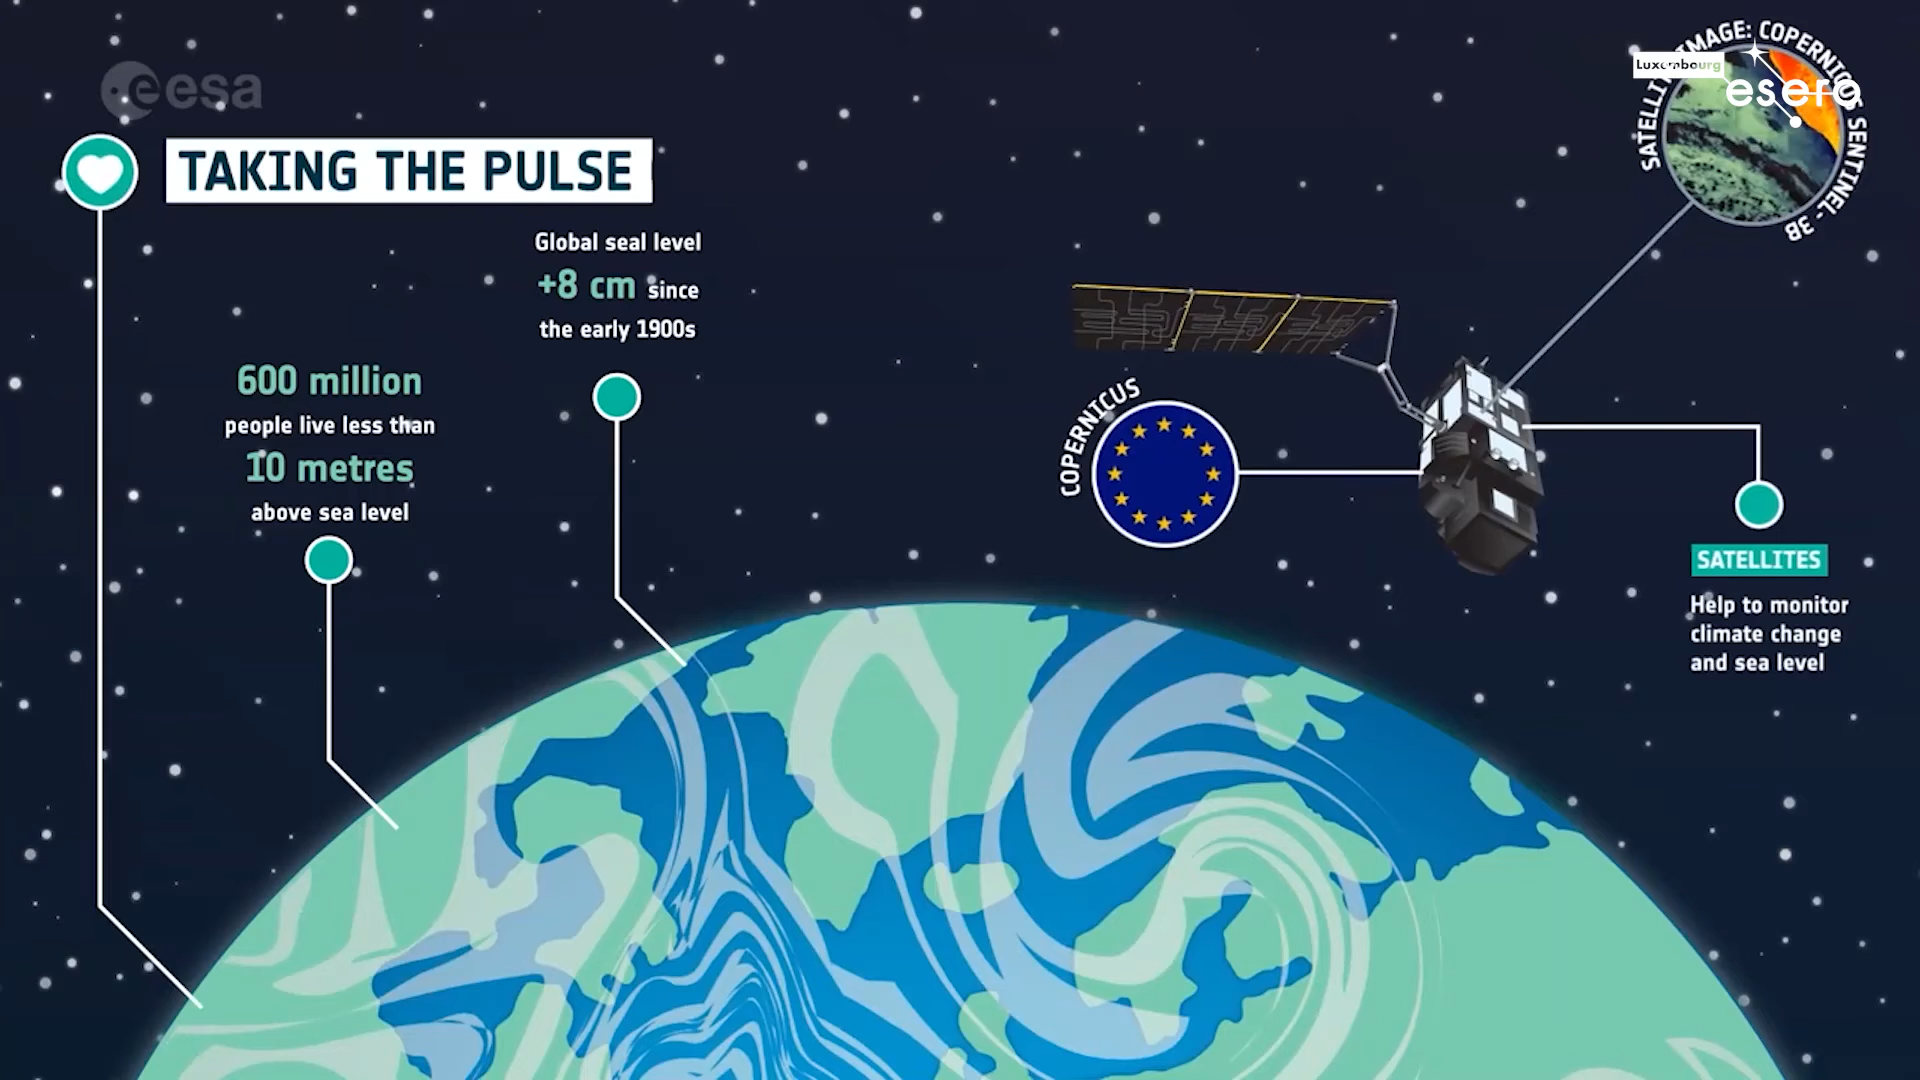 esa
TAKING THE PULSE
Global seal level
+8 cm since
the early 1900s
600 million
people live less than
10 metres
above sea level
COPERNICUS
SATELLITE IMAGE: COPERNICUS SENTINEL - 3B
Luxembourg
esero
SATELLITES
Help to monitor
climate change
and sea level